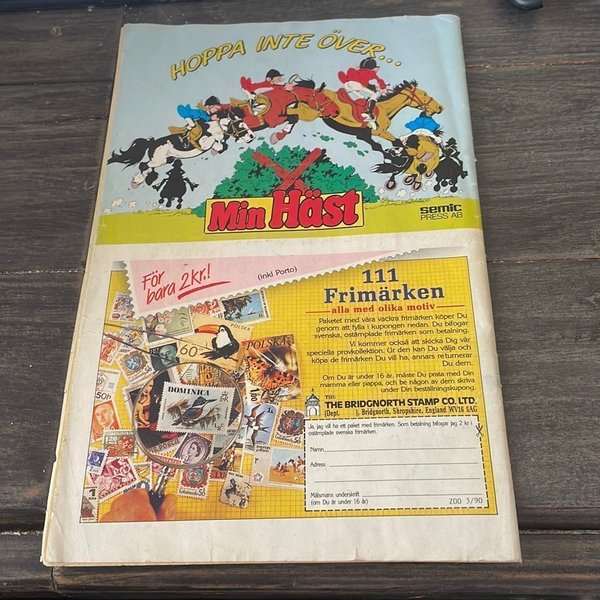 HOPPA INTE ÖVER...
Min Häst
semic
PRESS AB
För
bara 2kr.!
(inkl Porto)
111
Frimärken
alla med olika motiv
Paketet med våra vackra frimärken köper Du
genom att fylla i kupongen nedan. Du bifogar
svenska, ostämplade frimärken som betalning.
Vi kommer också att skicka Dig vår
speciella provkollektion. Ur den kan Du välja och
köpa de frimärken Du vill ha, annars returnerar
Du dem.
Om Du är under 16 år, måste Du prata med Din
mamma eller pappa, och be någon av dem skriva
under Din beställningskupong.
Till:
THE BRIDGNORTH STAMP CO. LTD.
(Dept. ), Bridgnorth, Shropshire, England WV16 8AG
Ja, jag vill ha ett paket med frimärken. Som betalning bifogar jag 2 kr i
ostämplade svenska frimärken.
Namn
Adress
Målsmans underskrift
(om Du är under 16 år)
ZOO 3/90
POLSKA
60
POLSKA
DOMINICA
50h